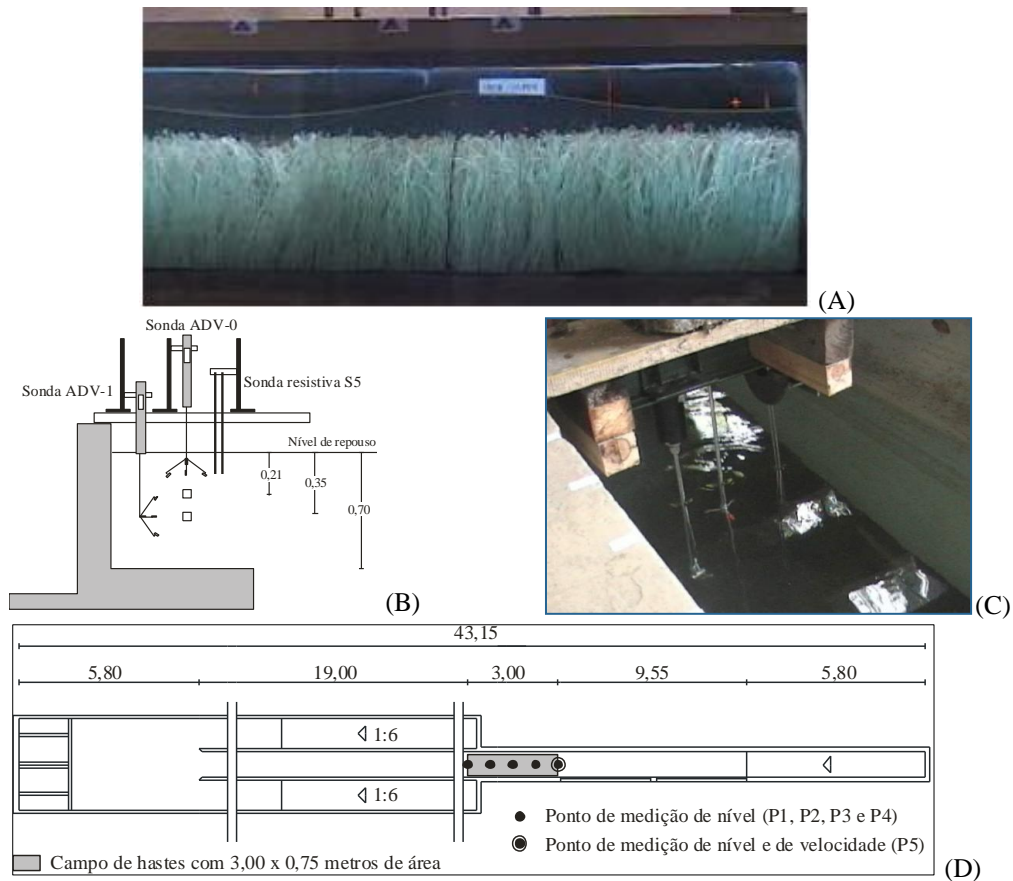 (A)
Sonda ADV-0
Sonda ADV-1
Sonda resistiva S5
Nível de repouso
0,21
0,35
0,70
(B)
(C)
43,15
5,80 19,00 3,00 9,55 5,80
1:6
1:6
Ponto de medição de nível (P1, P2, P3 e P4)
Ponto de medição de nível e de velocidade (P5)
Campo de hastes com 3,00 x 0,75 metros de área
(D)